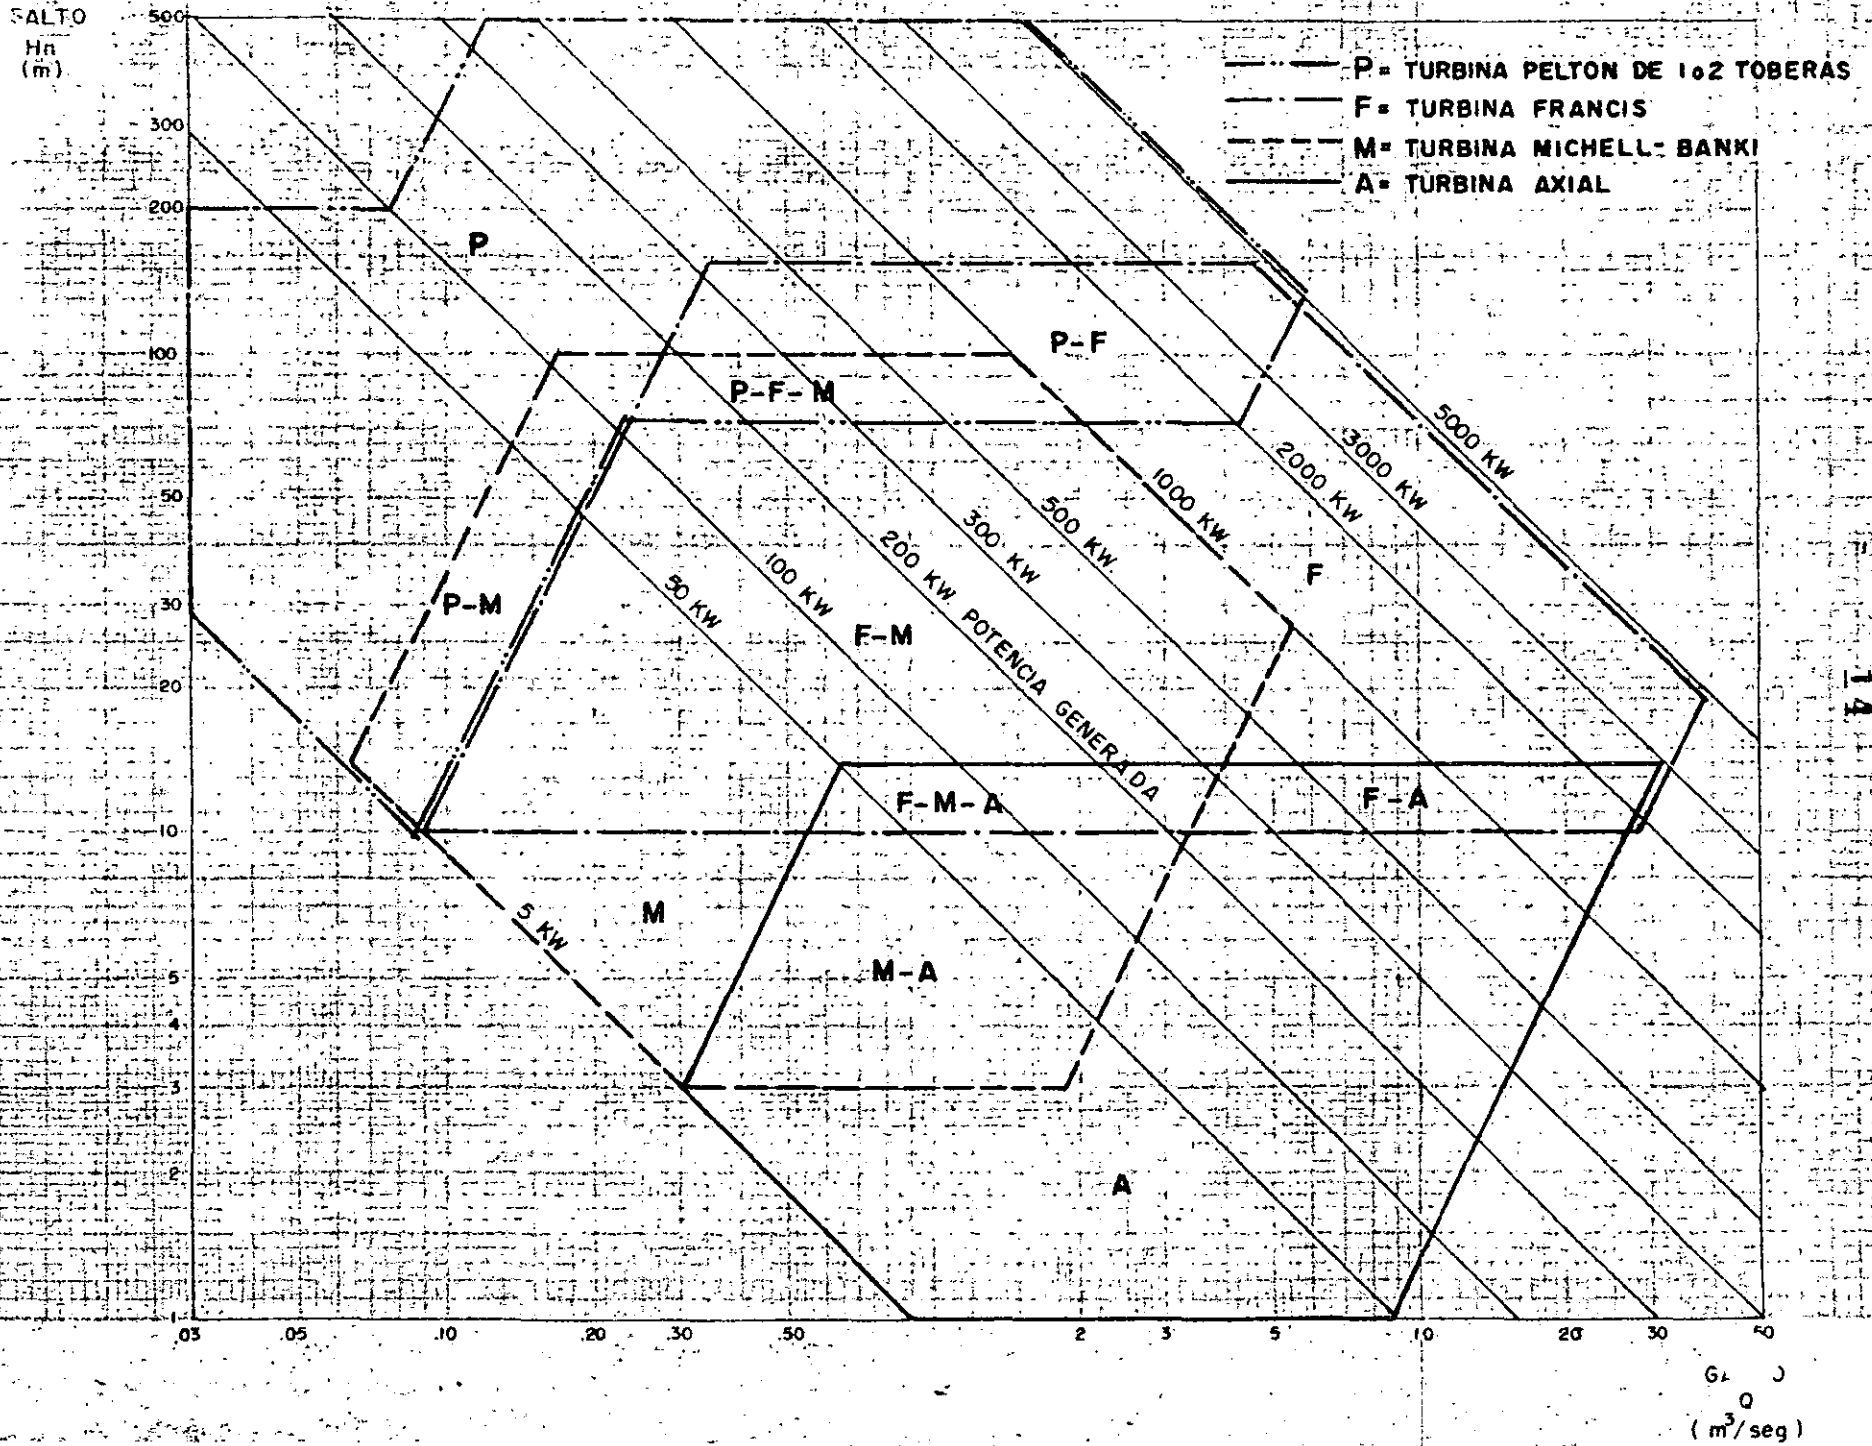 SALTO
Hn
(m)
500
300
200
100
50
30
20
10
5
4
3
2
1
P= TURBINA PELTON DE 1o2 TOBERAS
F= TURBINA FRANCIS
M= TURBINA MICHELL-BANKI
A= TURBINA AXIAL
P
P-F
P-F-M
P-M
F-M
F
F-M-A
F-A
M
M-A
A
5 KW
50 KW
100 KW
200 KW POTENCIA GENERADA
300 KW
500 KW.
1000 KW.
2000 KW
3000 KW
5000 KW
14
.03
.05
.10
.20
.30
.50
2
3
5
10
20
30
50
Q
(m³/seg)